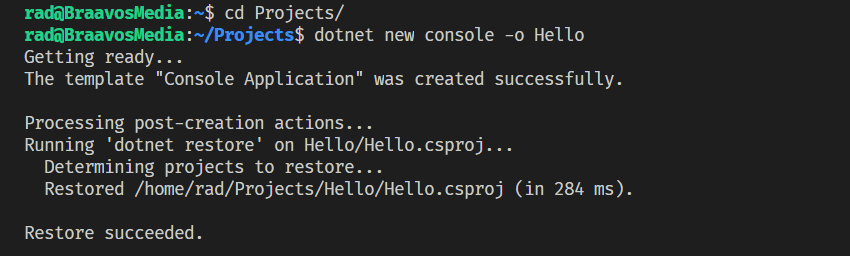 rad@BraavosMedia:~$ cd Projects/
rad@BraavosMedia:~/Projects$ dotnet new console -o Hello
Getting ready...
The template "Console Application" was created successfully.

Processing post-creation actions...
Running 'dotnet restore' on Hello/Hello.csproj...
  Determining projects to restore...
  Restored /home/rad/Projects/Hello/Hello.csproj (in 284 ms).

Restore succeeded.